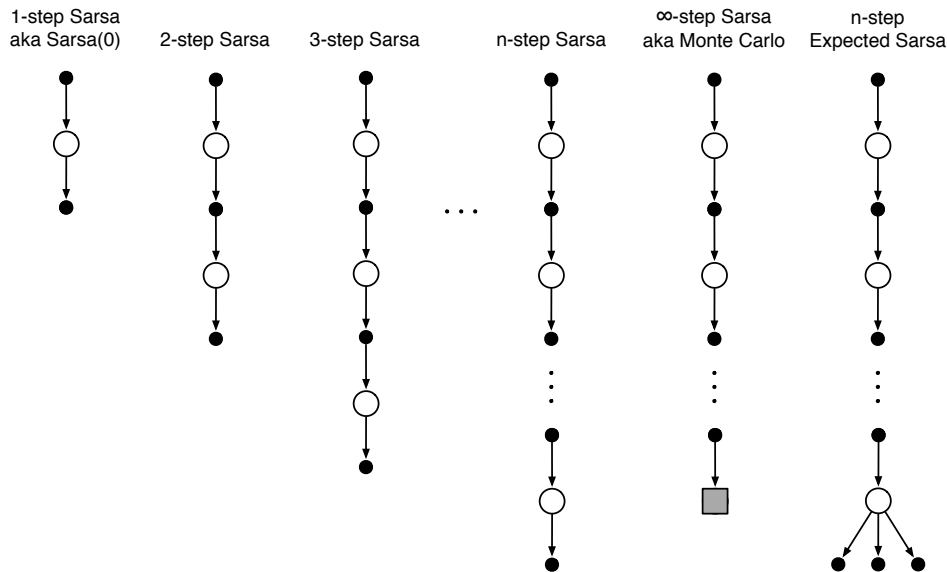 1-step Sarsa
aka Sarsa(0)
2-step Sarsa
3-step Sarsa
n-step Sarsa
∞-step Sarsa
aka Monte Carlo
n-step
Expected Sarsa
. . .